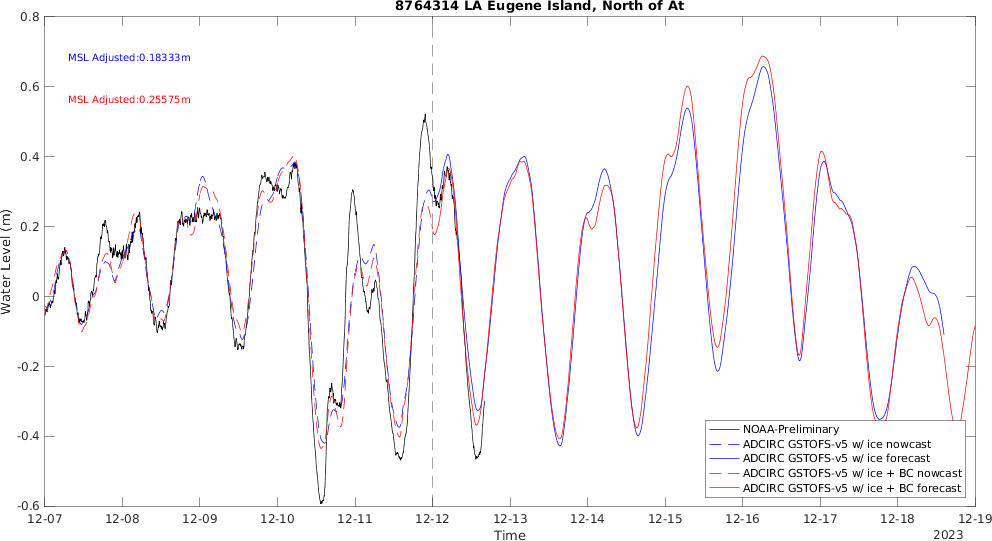 8764314 LA Eugene Island, North of At
MSL Adjusted:0.18333m
MSL Adjusted:0.25575m
0.8
0.6
0.4
0.2
0
-0.2
-0.4
-0.6
Water Level (m)
NOAA-Preliminary
ADCIRC GSTOFS-v5 w/ ice nowcast
ADCIRC GSTOFS-v5 w/ ice forecast
ADCIRC GSTOFS-v5 w/ ice + BC nowcast
ADCIRC GSTOFS-v5 w/ ice + BC forecast
12-07 12-08 12-09 12-10 12-11 12-12 12-13 12-14 12-15 12-16 12-17 12-18 12-19
Time
2023